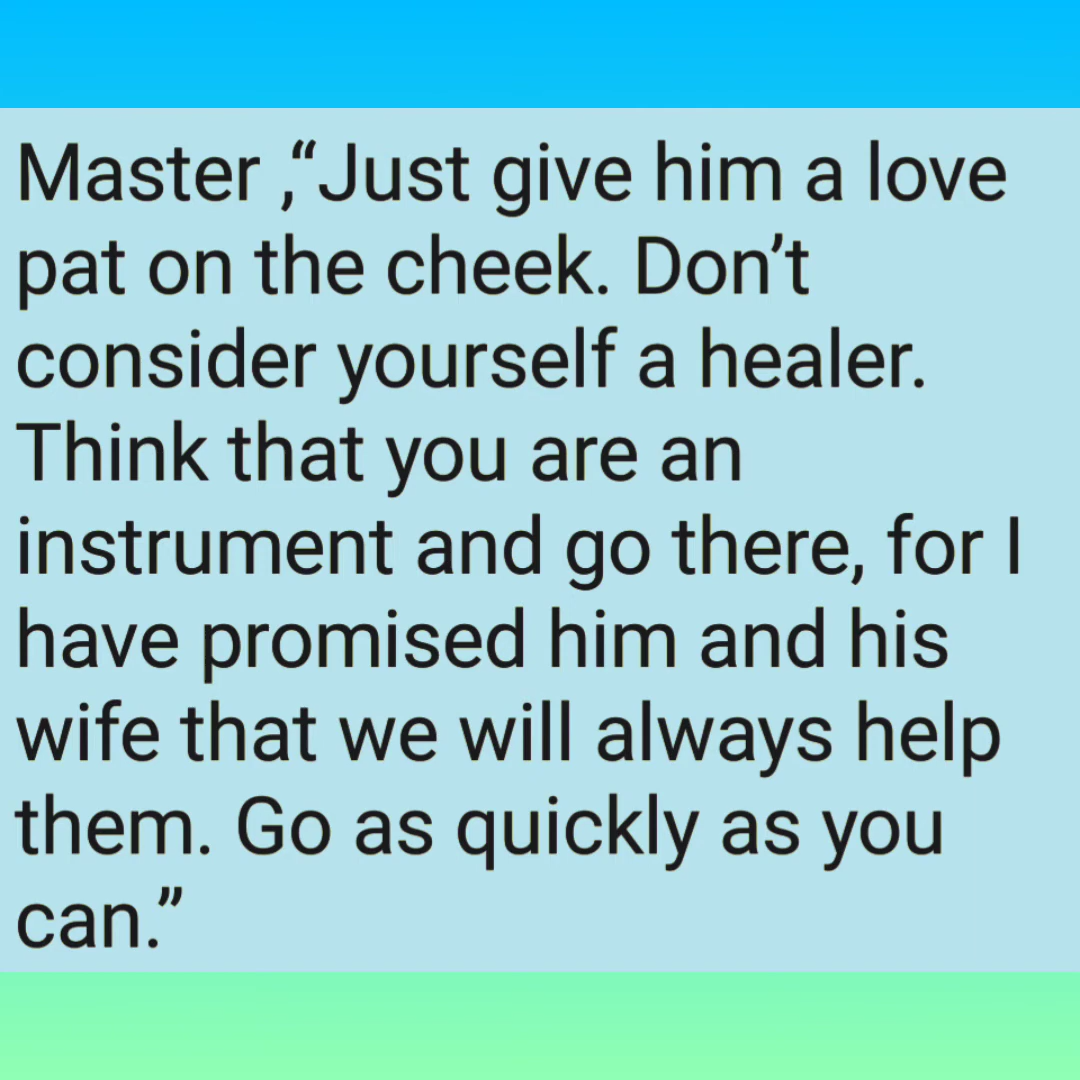 Master ,“Just give him a love
pat on the cheek. Don’t
consider yourself a healer.
Think that you are an
instrument and go there, for I
have promised him and his
wife that we will always help
them. Go as quickly as you
can.”